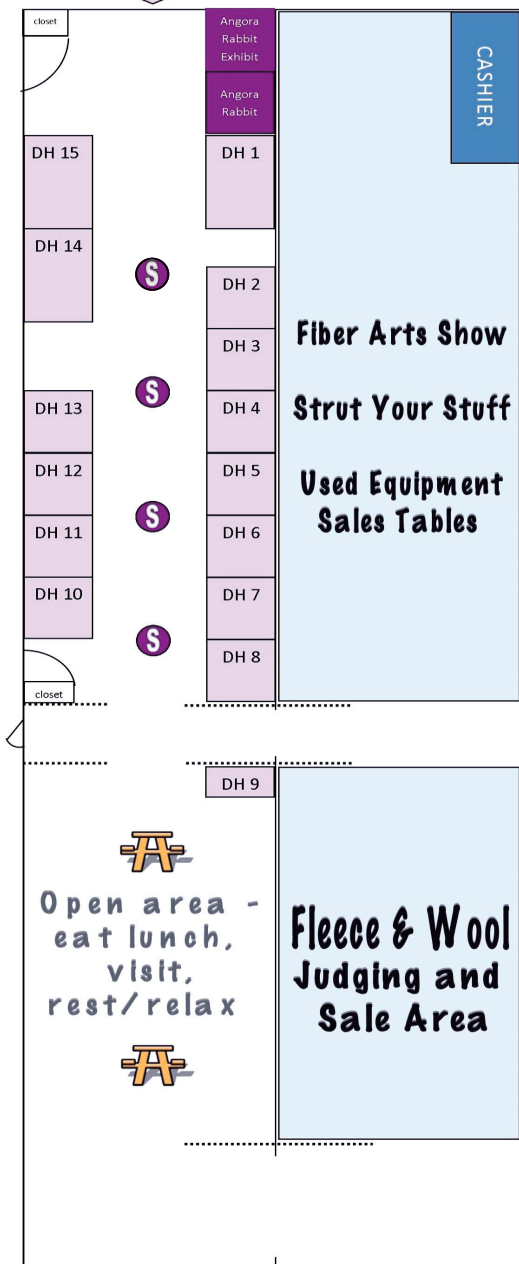 closet
Angora
Rabbit
Exhibit
Angora
Rabbit
CASHIER
DH 15
DH 1
DH 14
S
DH 2
DH 3
Fiber Arts Show
S
DH 13
DH 4
Strut Your Stuff
DH 12
DH 5
Used Equipment
Sales Tables
S
DH 11
DH 6
DH 10
DH 7
S
DH 8
closet
DH 9
Open area -
eat lunch,
visit,
rest/relax
Fleece & Wool
Judging and
Sale Area